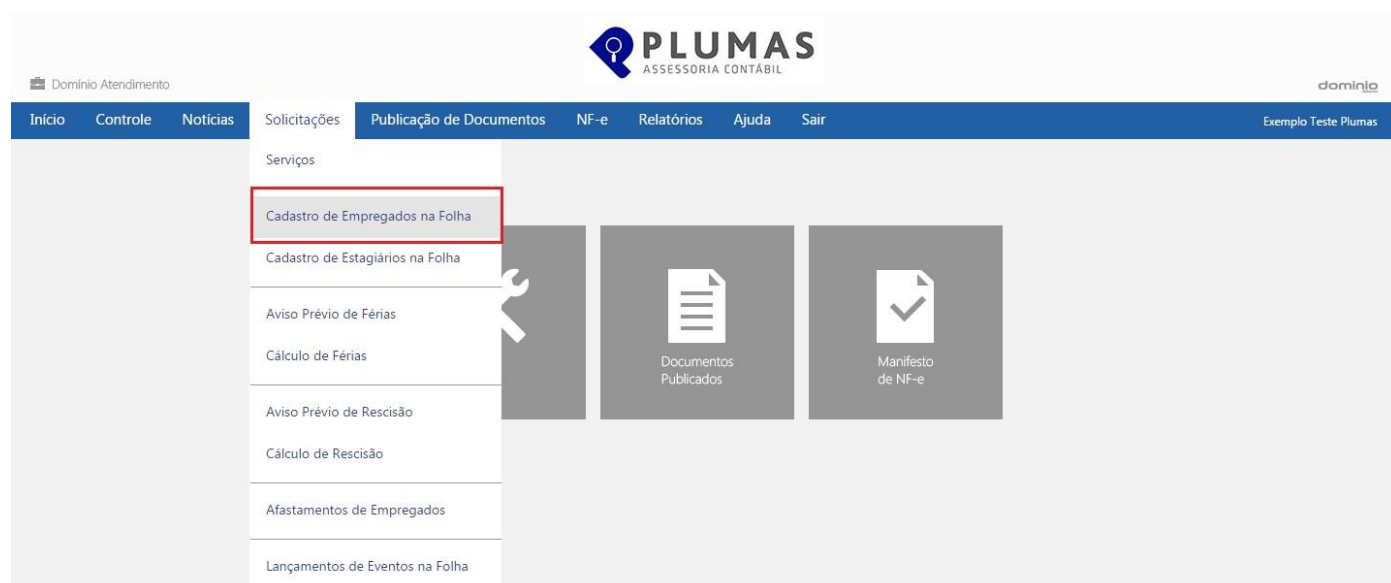 PLUMAS
ASSESSORIA CONTÁBIL
Domínio Atendimento
domínio
Início Controle Notícias Solicitações Publicação de Documentos NF-e Relatórios Ajuda Sair Exemplo Teste Plumas
Serviços
Cadastro de Empregados na Folha
Cadastro de Estagiários na Folha
Aviso Prévio de Férias
Cálculo de Férias
Aviso Prévio de Rescisão
Cálculo de Rescisão
Afastamentos de Empregados
Lançamentos de Eventos na Folha
Documentos
Publicados
Manifesto
de NF-e